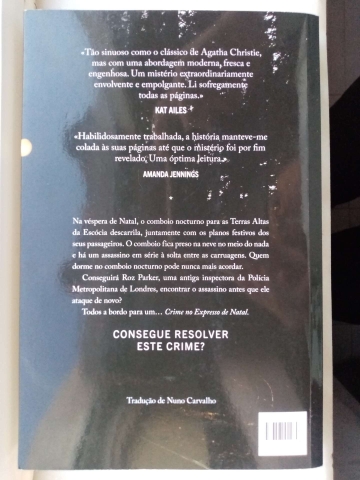 «Tão sinuoso como o clássico de Agatha Christie,
mas com uma abordagem moderna, fresca e
engenhosa. Um mistério extraordinariamente
envolvente e empolgante. Li sofregamente
todas as páginas.»
KAT AILES
«Habilidosamente trabalhada, a história manteve-me
colada às suas páginas até que o mistério foi por fim
revelado. Uma óptima leitura.»
AMANDA JENNINGS
Na véspera de Natal, o comboio nocturno para as Terras Altas
da Escócia descarrila, juntamente com os planos festivos dos
seus passageiros. O comboio fica preso na neve no meio do nada
e há um assassino em série à solta entre as carruagens. Quem
dorme no comboio nocturno pode nunca mais acordar.
Conseguirá Roz Parker, uma antiga inspectora da Polícia
Metropolitana de Londres, encontrar o assassino antes que ele
ataque de novo?
Todos a bordo para um… Crime no Expresso de Natal.
CONSEGUE RESOLVER
ESTE CRIME?
Tradução de Nuno Carvalho